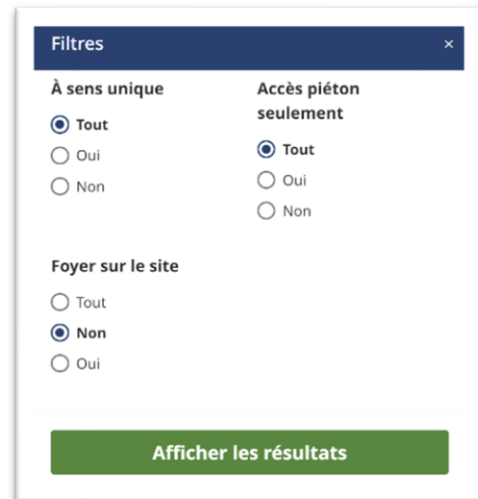 Filtres ×
À sens unique
Tout
Oui
Non
Accès piéton
seulement
Tout
Oui
Non
Foyer sur le site
Tout
Non
Oui
Afficher les résultats